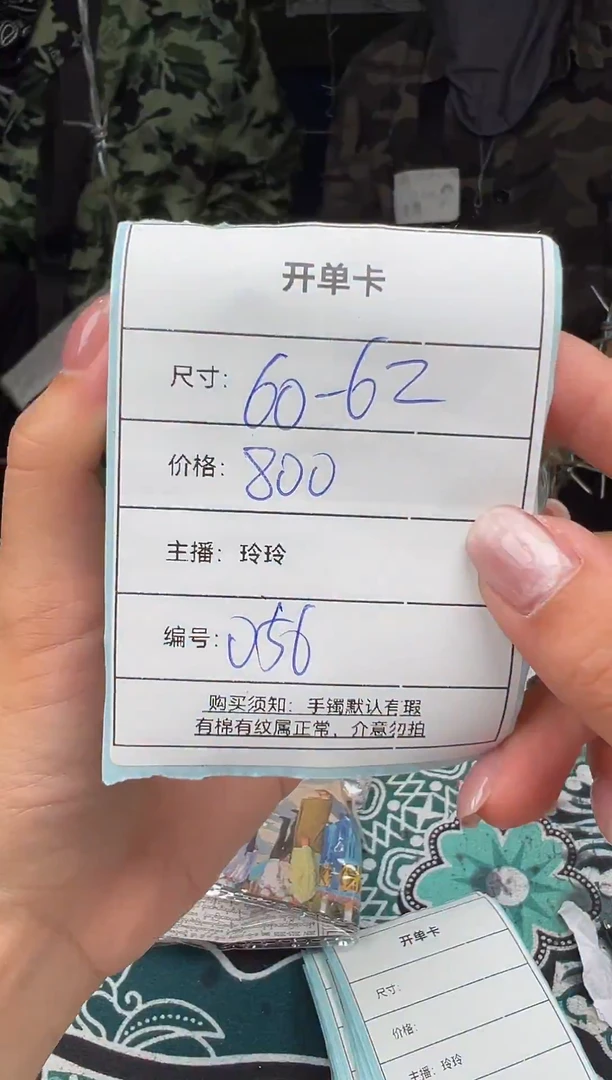 开单卡
尺寸: 60-62
价格: 800
主播: 玲玲
编号: 056
购买须知: 手镯默认有瑕
有棉有纹属正常, 介意勿拍
开单卡
尺寸:
价格:
主播: 玲玲